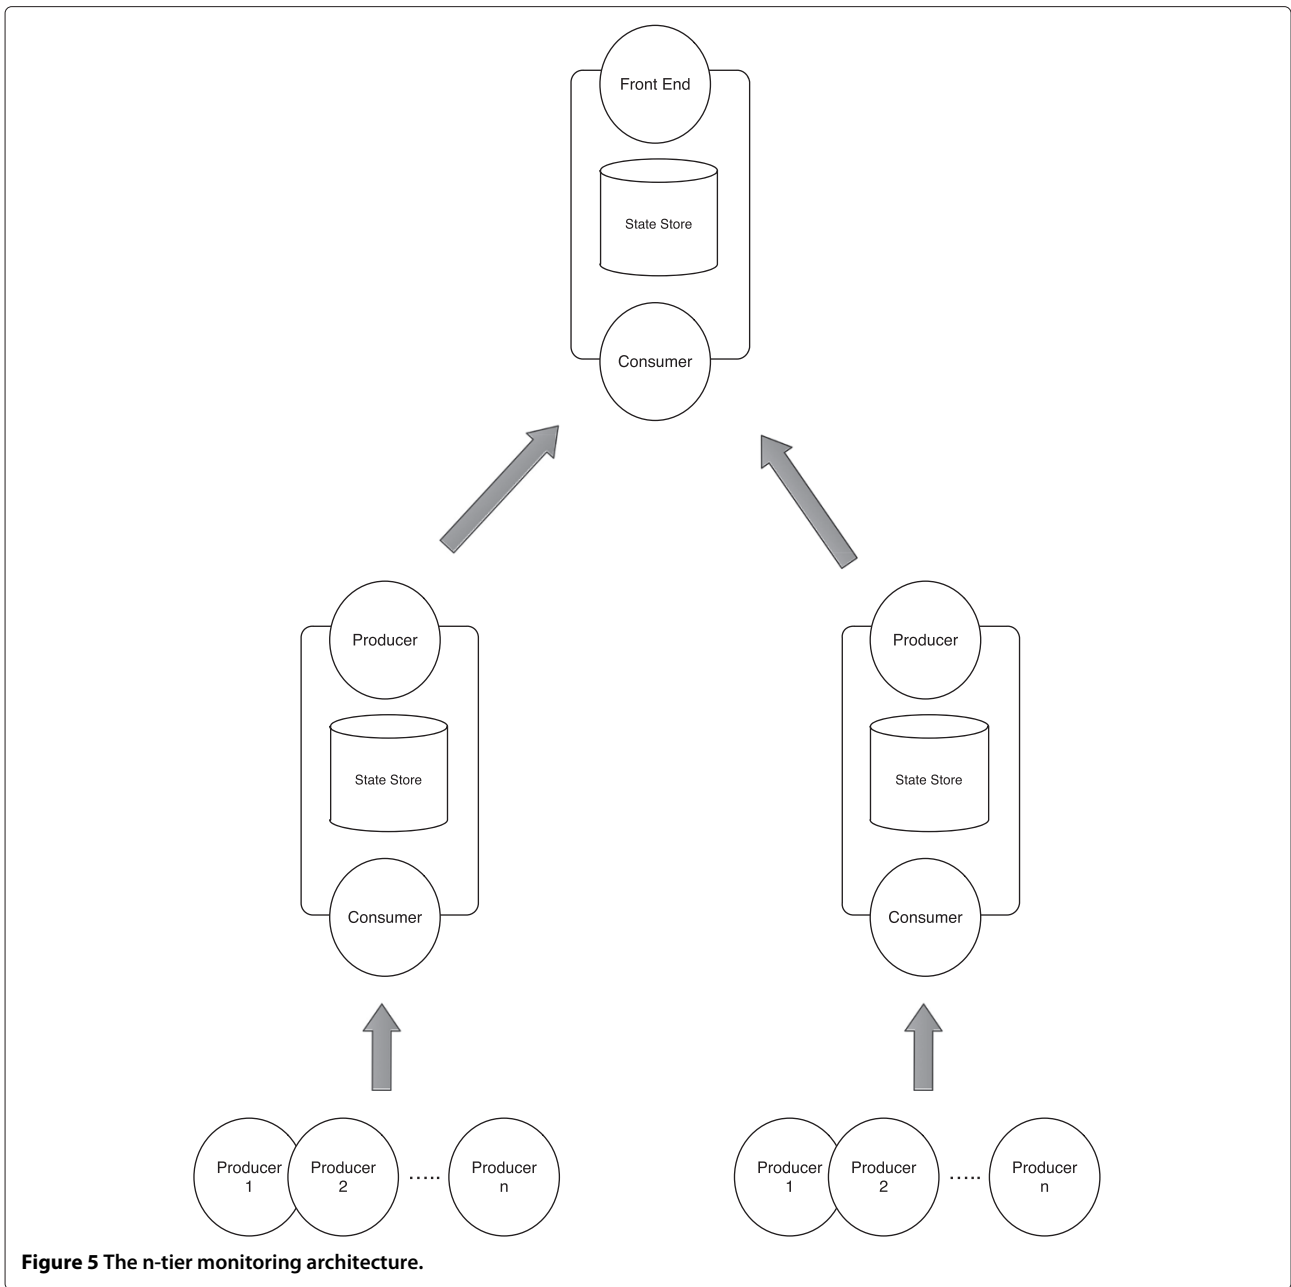 Front End
State Store
Consumer
Producer
Producer
State Store
State Store
Consumer
Consumer
Producer
1
Producer
2
.....
Producer
n
Producer
1
Producer
2
.....
Producer
n
Figure 5 The n-tier monitoring architecture.